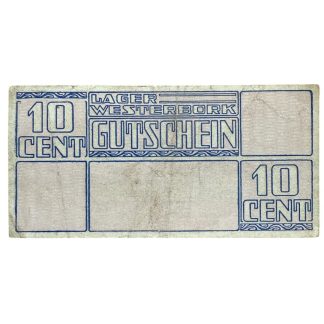 10
CENT
LAGER
WESTERBORK
GUTSCHEIN
10
CENT